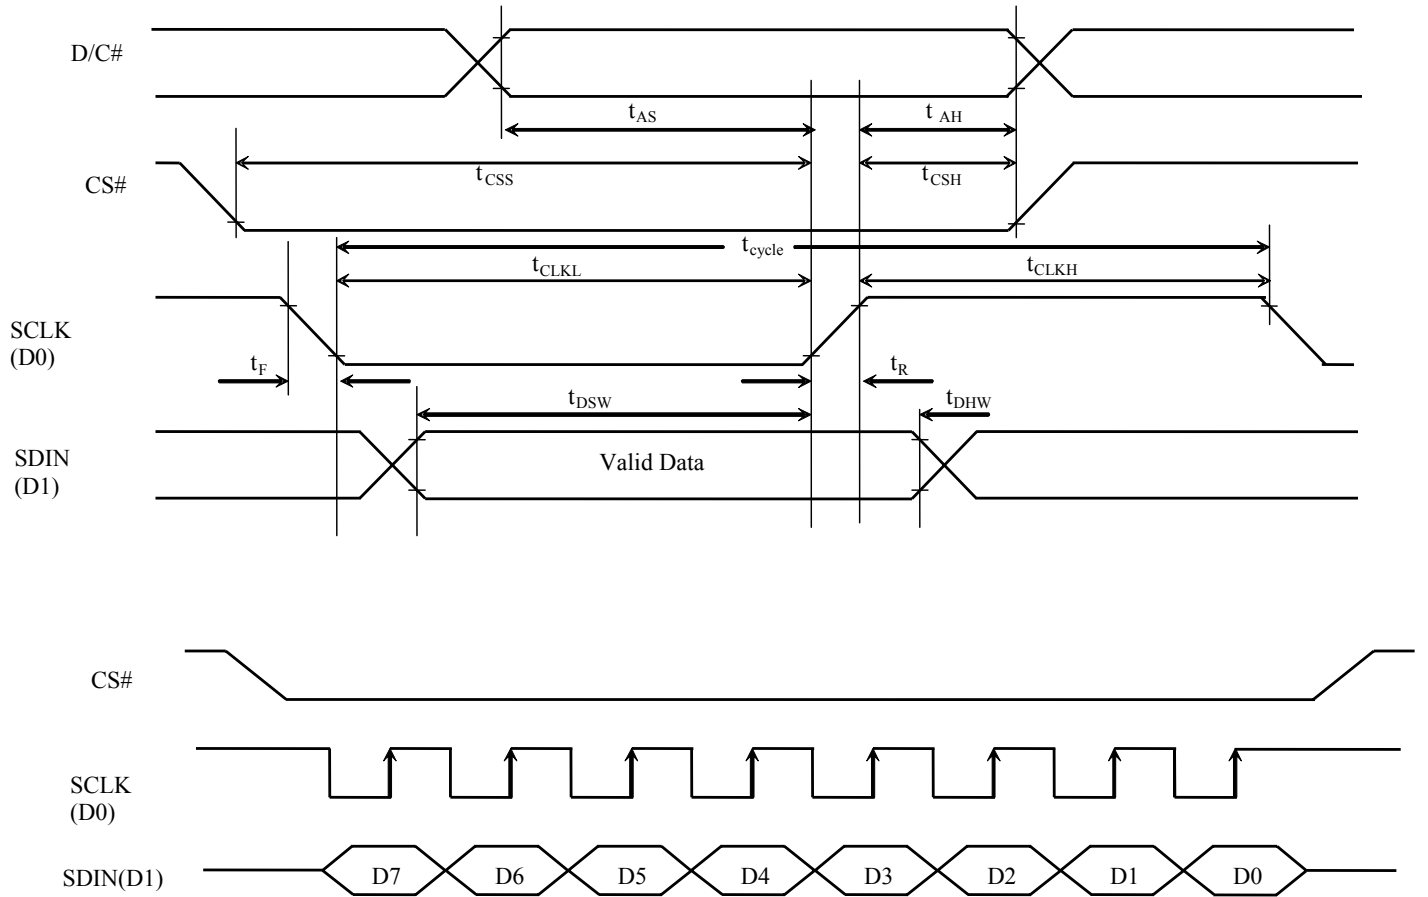 D/C#
tAS
t AH
CS#
tCSS
tCSH
tcycle
tCLKL
tCLKH
SCLK
(D0)
tF
tR
tDSW
tDHW
SDIN
(D1)
Valid Data
CS#
SCLK
(D0)
SDIN(D1)
D7 D6 D5 D4 D3 D2 D1 D0